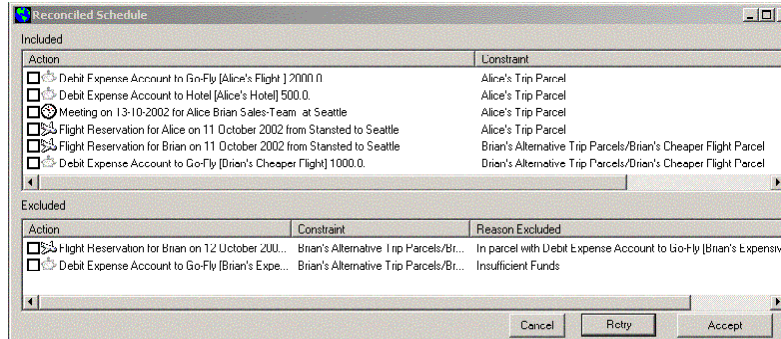 Reconciled Schedule
Included
Action Constraint
Debit Expense Account to Go-Fly [Alice's Flight ] 2000.0. Alice's Trip Parcel
Debit Expense Account to Hotel [Alice's Hotel] 500.0. Alice's Trip Parcel
Meeting on 13-10-2002 for Alice Brian Sales-Team at Seattle Alice's Trip Parcel
Flight Reservation for Alice on 11 October 2002 from Stansted to Seattle Alice's Trip Parcel
Flight Reservation for Brian on 11 October 2002 from Stansted to Seattle Brian's Alternative Trip Parcels/Brian's Cheaper Flight Parcel
Debit Expense Account to Go-Fly [Brian's Cheaper Flight] 1000.0. Brian's Alternative Trip Parcels/Brian's Cheaper Flight Parcel
Excluded
Action Constraint Reason Excluded
Flight Reservation for Brian on 12 October 200... Brian's Alternative Trip Parcels/Br... In parcel with Debit Expense Account to Go-Fly [Brian's Expensiv
Debit Expense Account to Go-Fly [Brian's Expe... Brian's Alternative Trip Parcels/Br... Insufficient Funds
Cancel Retry Accept